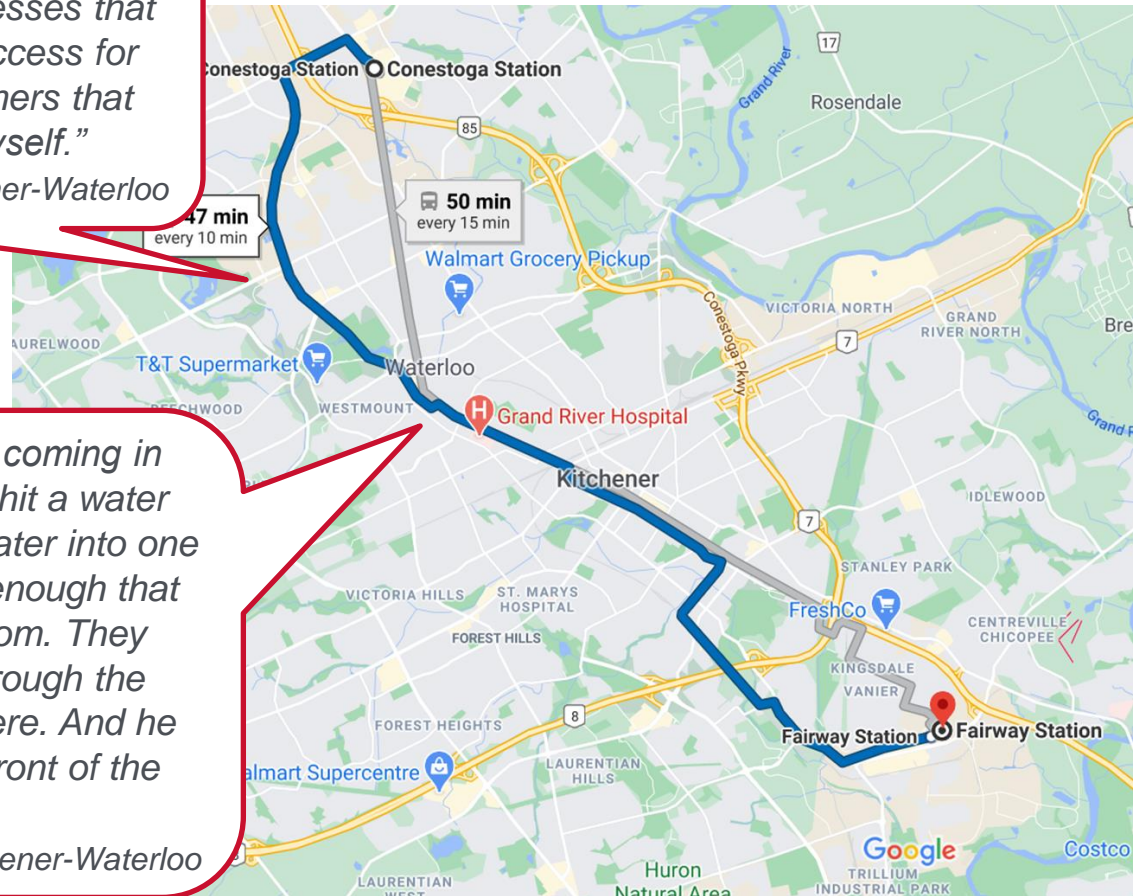 esses that
ccess for
ners that
yself.”
ner-Waterloo
coming in
hit a water
ater into one
enough that
om. They
rough the
ere. And he
ront of the
ener-Waterloo
onestoga Station
Conestoga Station
17
Grand River
Rosendale
85
47 min
every 10 min
50 min
every 15 min
Walmart Grocery Pickup
Conestoga Pkwy
VICTORIA NORTH
GRAND
RIVER NORTH
Bre
7
AURELWOOD
T&T Supermarket
Waterloo
BEECHWOOD
WESTMOUNT
H
Grand River Hospital
Grand R
Kitchener
IDLEWOOD
7
STANLEY PARK
VICTORIA HILLS
ST. MARYS
HOSPITAL
FreshCo
CENTREVILLE
CHICOPEE
FOREST HILLS
KINGSDALE
VANIER
8
FOREST HEIGHTS
Fairway Station
Fairway Station
almart Supercentre
LAURENTIAN
HILLS
Google
Costco
TRILLIUM
INDUSTRIAL PARK
Huron
Natural Area
LAURENTIAN
WEST